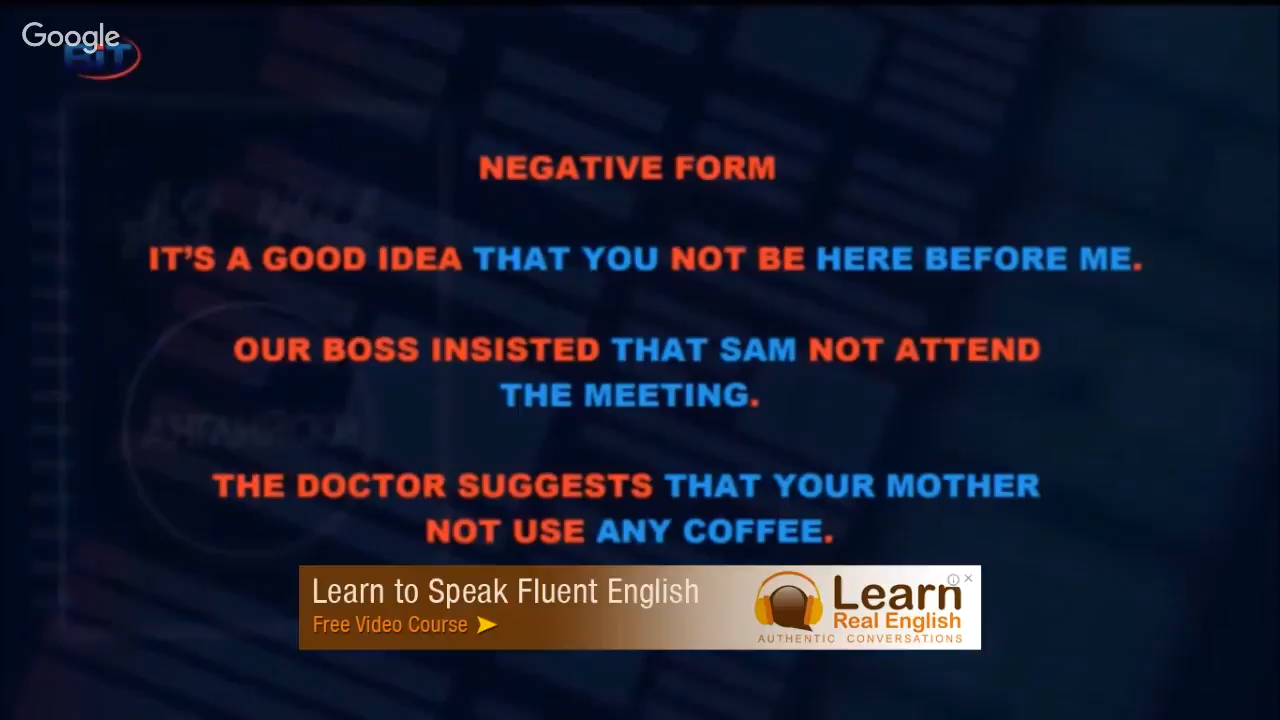 Google
BiT
NEGATIVE FORM
IT'S A GOOD IDEA THAT YOU NOT BE HERE BEFORE ME.
OUR BOSS INSISTED THAT SAM NOT ATTEND
THE MEETING.
THE DOCTOR SUGGESTS THAT YOUR MOTHER
NOT USE ANY COFFEE.
Learn to Speak Fluent English
Free Video Course
Learn
Real English
AUTHENTIC CONVERSATIONS